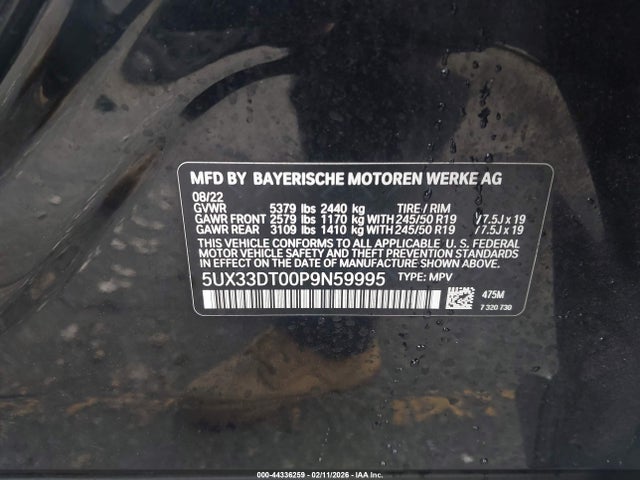 MFD BY BAYERISCHE MOTOREN WERKE AG
08/22
GVWR 5379 lbs 2440 kg TIRE / RIM
GAWR FRONT 2579 lbs 1170 kg WITH 245/50 R19 / 7.5J x 19
GAWR REAR 3109 lbs 1410 kg WITH 245/50 R19 / 7.5J x 19
THIS VEHICLE CONFORMS TO ALL APPLICABLE U. S. FEDERAL
MOTOR VEHICLE SAFETY, BUMPER, AND THEFT PREVENTION STANDARDS
IN EFFECT ON THE DATE OF MANUFACTURE SHOWN ABOVE.
5UX33DT00P9N59995 TYPE: MPV
475M
7 320 730
000-44336259 - 02/11/2026 - IAA Inc.